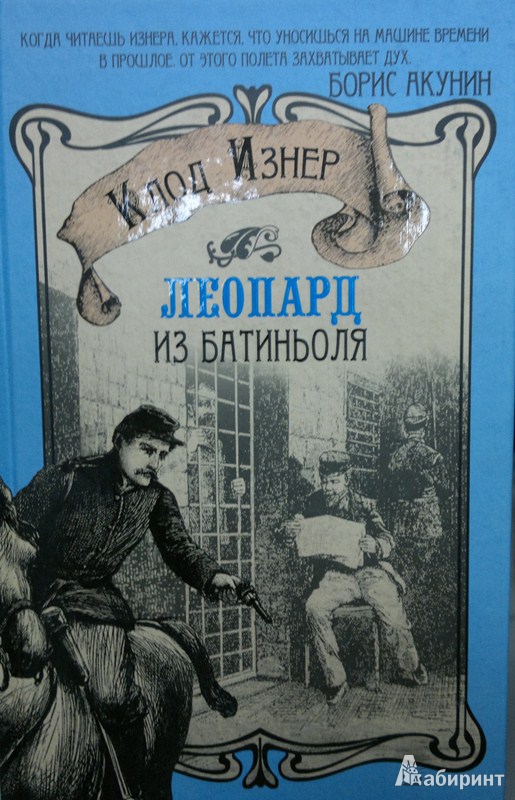 КОГДА ЧИТАЕШЬ ИЗНЕРА, КАЖЕТСЯ, ЧТО УНОСИШЬСЯ НА МАШИНЕ ВРЕМЕНИ
В ПРОШЛОЕ. ОТ ЭТОГО ПОЛЕТА ЗАХВАТЫВАЕТ ДУХ.
БОРИС АКУНИН
КЛОД ИЗНЕР
ЛЕОПАРД
ИЗ БАТИНЬОЛЯ
Лабиринт